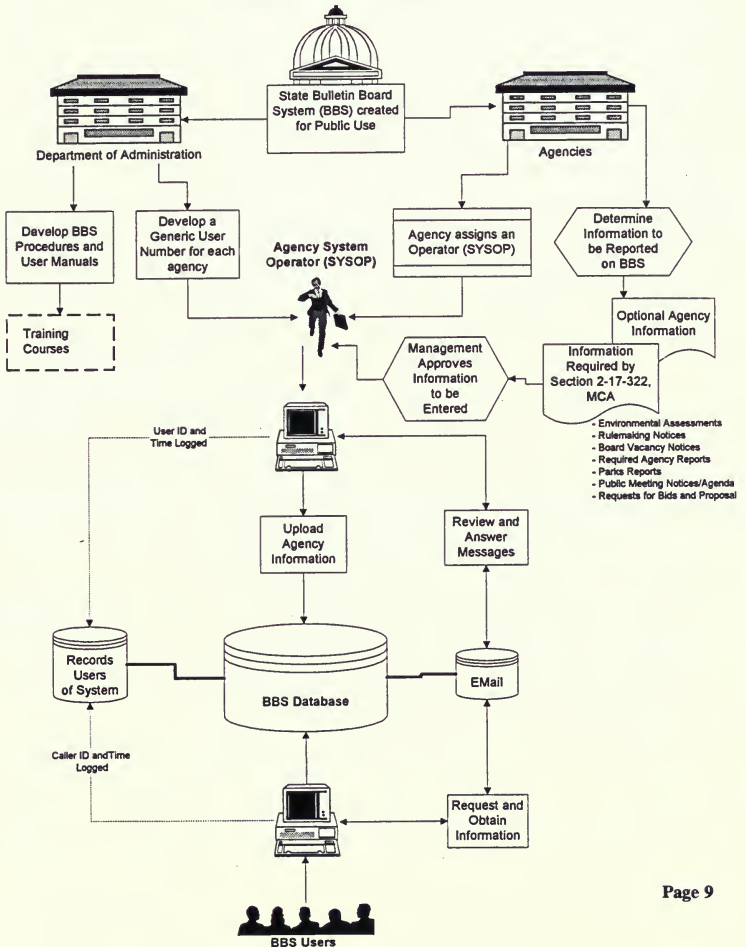 State Bulletin Board
System (BBS) created
for Public Use
Department of Administration
Agencies
Develop BBS
Procedures and
User Manuals
Develop a
Generic User
Number for each
agency
Agency System
Operator (SYSOP)
Agency assigns an
Operator (SYSOP)
Determine
Information to
be Reported
on BBS
Training
Courses
Optional Agency
Information
Management
Approves
Information
to be
Entered
Information
Required by
Section 2-17-322,
MCA
- Environmental Assessments
- Rulemaking Notices
- Board Vacancy Notices
- Required Agency Reports
- Parks Reports
- Public Meeting Notices/Agenda
- Requests for Bids and Proposal
User ID and
Time Logged
Upload
Agency
Information
Review and
Answer
Messages
Records
Users
of System
BBS Database
EMail
Caller ID andTime
Logged
Request and
Obtain
Information
BBS Users
Page 9